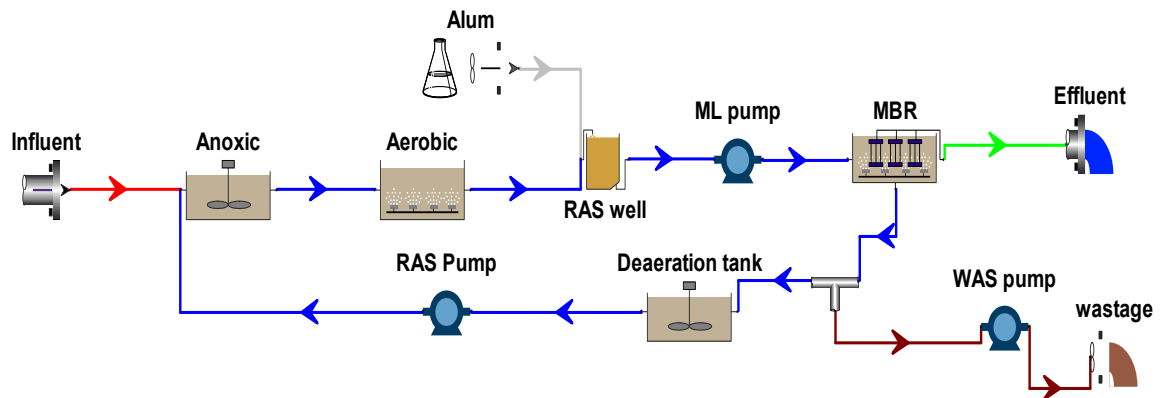 Alum
ML pump
MBR
Effluent
Influent
Anoxic
Aerobic
RAS well
RAS Pump
Deaeration tank
WAS pump
wastage